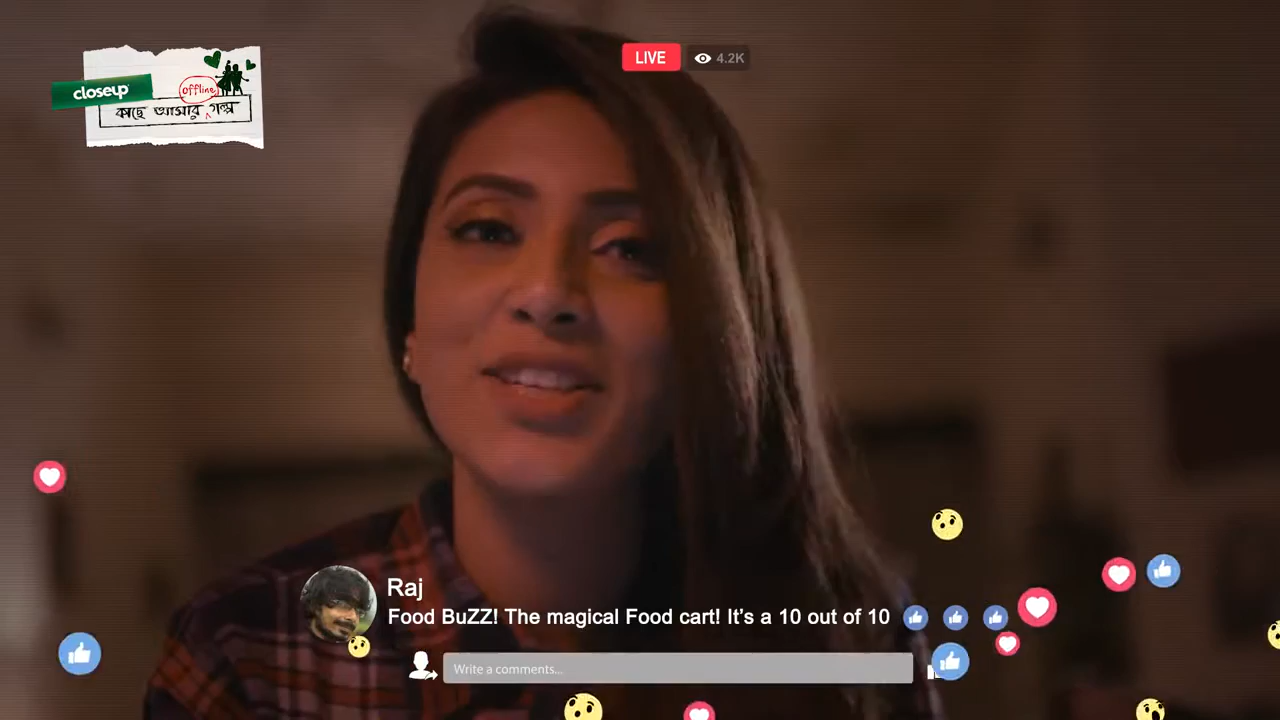 closeup
offline
কাছে আসার গল্প
LIVE
4.2K
Raj
Food BuZZ! The magical Food cart! It's a 10 out of 10
Write a comments...